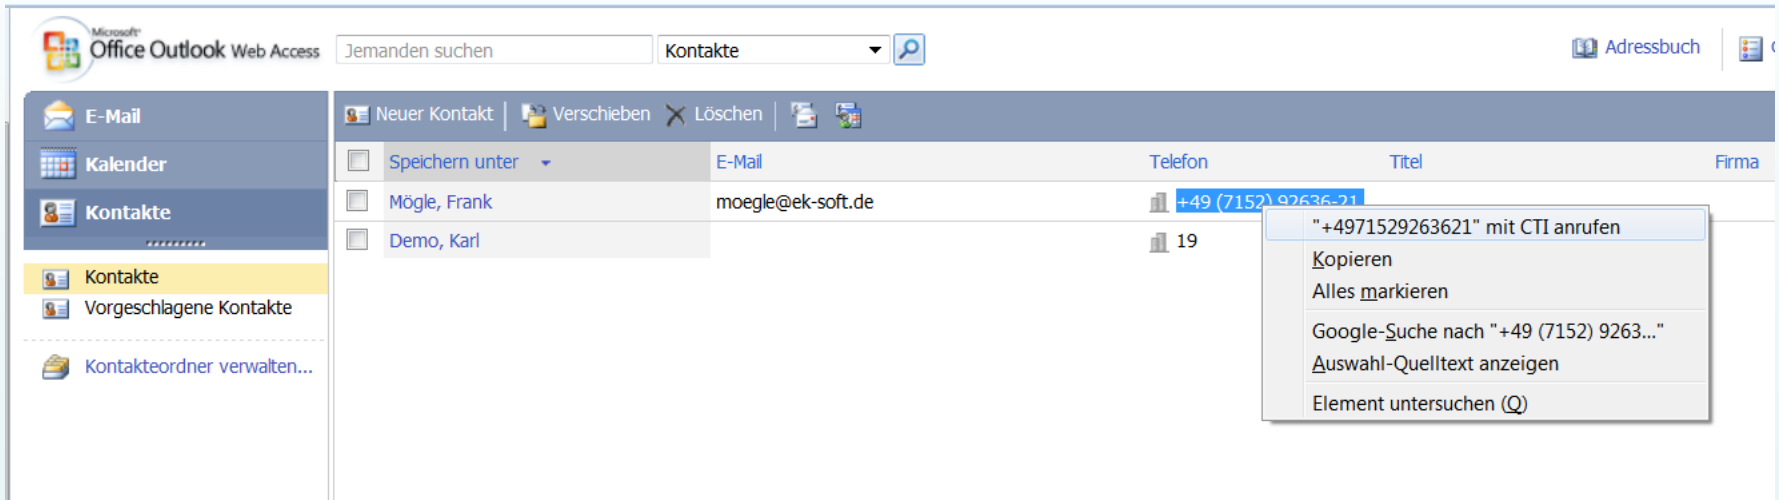 Microsoft®
Office Outlook Web Access
Jemanden suchen
Kontakte
Adressbuch
E-Mail
Kalender
Kontakte
Kontakte
Vorgeschlagene Kontakte
Kontakteordner verwalten...
Neuer Kontakt
Verschieben
Löschen
Speichern unter
E-Mail
Telefon
Titel
Firma
Mögle, Frank
moegle@ek-soft.de
+49 (7152) 92636-21
Demo, Karl
19
"+4971529263621" mit CTI anrufen
Kopieren
Alles markieren
Google-Suche nach "+49 (7152) 9263..."
Auswahl-Quelltext anzeigen
Element untersuchen (Q)